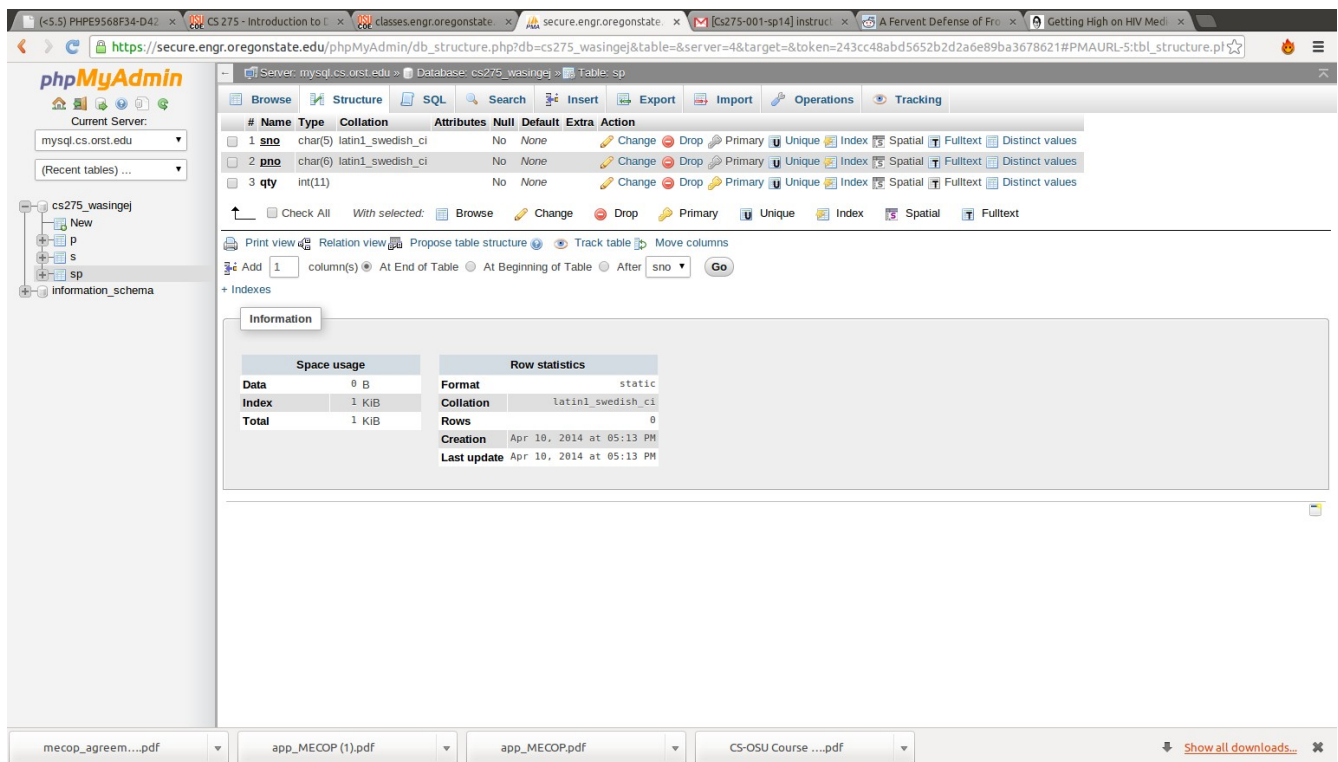 (<5.5) PHPE9568F34-D42 × CS 275 - Introduction to D × classes.engr.oregonstate. × secure.engr.oregonstate. × [Cs275-001-sp14] instruct × A Fervent Defense of Fro × Getting High on HIV Medi ×
https://secure.engr.oregonstate.edu/phpMyAdmin/db_structure.php?db=cs275_wasingej&table=&server=4&target=&token=243cc48abd5652b2d2a6e89ba3678621#PMAURL-5:tbl_structure.ph
phpMyAdmin
Current Server:
mysql.cs.orst.edu
(Recent tables) ...
cs275_wasingej
New
p
s
sp
information_schema
Server: mysql.cs.orst.edu » Database: cs275_wasingej » Table: sp
Browse Structure SQL Search Insert Export Import Operations Tracking
# Name Type Collation Attributes Null Default Extra Action
1 sno char(5) latin1_swedish_ci No None Change Drop Primary Unique Index Spatial Fulltext Distinct values
2 pno char(6) latin1_swedish_ci No None Change Drop Primary Unique Index Spatial Fulltext Distinct values
3 qty int(11) No None Change Drop Primary Unique Index Spatial Fulltext Distinct values
Check All With selected: Browse Change Drop Primary Unique Index Spatial Fulltext
Print view Relation view Propose table structure Track table Move columns
Add 1 column(s) At End of Table At Beginning of Table After sno Go
+ Indexes
Information
Space usage
Data 0 B
Index 1 KiB
Total 1 KiB
Row statistics
Format static
Collation latin1_swedish_ci
Rows 0
Creation Apr 10, 2014 at 05:13 PM
Last update Apr 10, 2014 at 05:13 PM
mecop_agreem....pdf app_MECOP (1).pdf app_MECOP.pdf CS-OSU Course ....pdf Show all downloads...